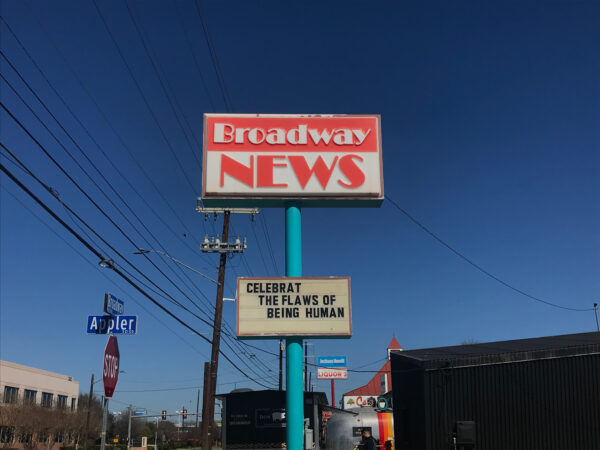 Broadway
NEWS
CELEBRAT
THE FLAWS OF
BEING HUMAN
Appler
STOP
LIQUOR